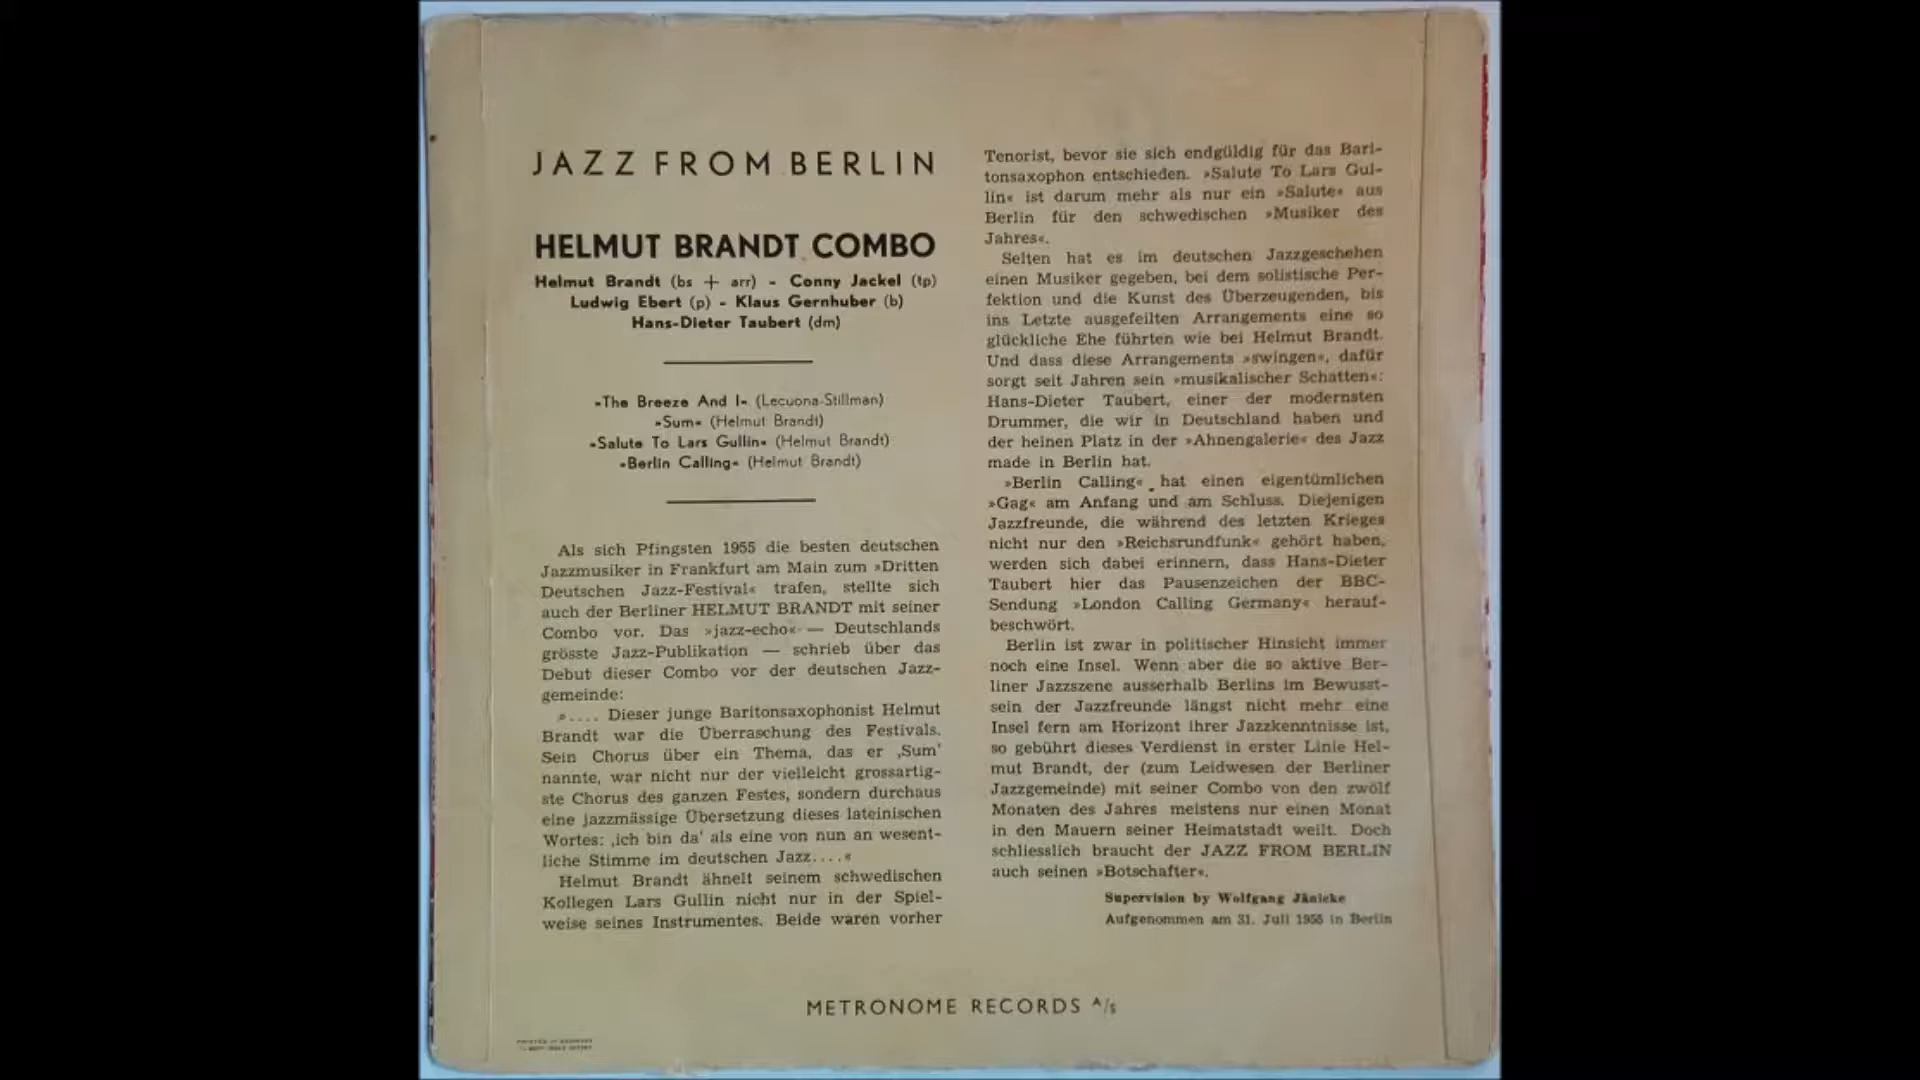 JAZZ FROM BERLIN
HELMUT BRANDT COMBO
Helmut Brandt (bs + arr) - Conny Jackel (tp)
Ludwig Ebert (p) - Klaus Gernhuber (b)
Hans-Dieter Taubert (dm)
»The Breeze And I« (Lecuona-Stillman)
»Sum« (Helmut Brandt)
»Salute To Lars Gullin« (Helmut Brandt)
»Berlin Calling« (Helmut Brandt)
Als sich Pfingsten 1955 die besten deutschen
Jazzmusiker in Frankfurt am Main zum »Dritten
Deutschen Jazz-Festival« trafen, stellte sich
auch der Berliner HELMUT BRANDT mit seiner
Combo vor. Das »jazz-echo« — Deutschlands
grösste Jazz-Publikation — schrieb über das
Debut dieser Combo vor der deutschen Jazz-
gemeinde:
».... Dieser junge Baritonsaxophonist Helmut
Brandt war die Überraschung des Festivals.
Sein Chorus über ein Thema, das er ‚Sum'
nannte, war nicht nur der vielleicht grossartig-
ste Chorus des ganzen Festes, sondern durchaus
eine jazzmässige Übersetzung dieses lateinischen
Wortes: ‚ich bin da' als eine von nun an wesent-
liche Stimme im deutschen Jazz....«
Helmut Brandt ähnelt seinem schwedischen
Kollegen Lars Gullin nicht nur in der Spiel-
weise seines Instrumentes. Beide waren vorher
Tenorist, bevor sie sich endgüldig für das Bari-
tonsaxophon entschieden. »Salute To Lars Gul-
lin« ist darum mehr als nur ein »Salute« aus
Berlin für den schwedischen »Musiker des
Jahres«.
Selten hat es im deutschen Jazzgeschehen
einen Musiker gegeben, bei dem solistische Per-
fektion und die Kunst des Überzeugenden, bis
ins Letzte ausgefeilten Arrangements eine so
glückliche Ehe führten wie bei Helmut Brandt.
Und dass diese Arrangements »swingen«, dafür
sorgt seit Jahren sein »musikalischer Schatten«:
Hans-Dieter Taubert, einer der modernsten
Drummer, die wir in Deutschland haben und
der heinen Platz in der »Ahnengalerie« des Jazz
made in Berlin hat.
»Berlin Calling« hat einen eigentümlichen
»Gag« am Anfang und am Schluss. Diejenigen
Jazzfreunde, die während des letzten Krieges
nicht nur den »Reichsrundfunk« gehört haben,
werden sich dabei erinnern, dass Hans-Dieter
Taubert hier das Pausenzeichen der BBC-
Sendung »London Calling Germany« herauf-
beschwört.
Berlin ist zwar in politischer Hinsicht immer
noch eine Insel. Wenn aber die so aktive Ber-
liner Jazzszene ausserhalb Berlins im Bewusst-
sein der Jazzfreunde längst nicht mehr eine
Insel fern am Horizont ihrer Jazzkenntnisse ist,
so gebührt dieses Verdienst in erster Linie Hel-
mut Brandt, der (zum Leidwesen der Berliner
Jazzgemeinde) mit seiner Combo von den zwölf
Monaten des Jahres meistens nur einen Monat
in den Mauern seiner Heimatstadt weilt. Doch
schliesslich braucht der JAZZ FROM BERLIN
auch seinen »Botschafter«.
Supervision by Wolfgang Jänicke
Aufgenommen am 31. Juli 1955 in Berlin
METRONOME RECORDS A/s